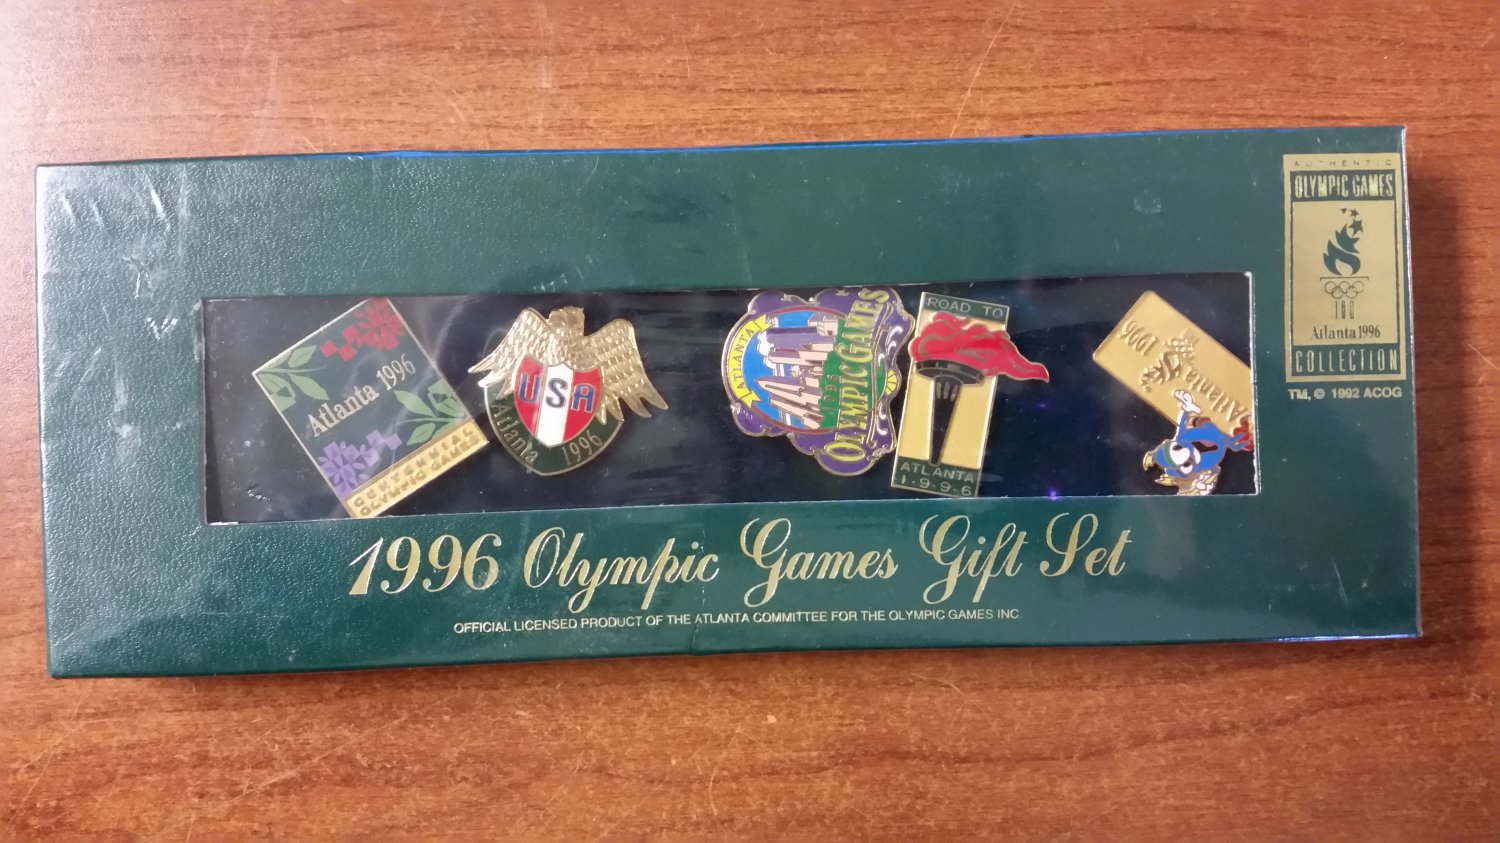 AUTHENTIC
OLYMPIC GAMES
Atlanta 1996
COLLECTION
TM, © 1992 ACOG
Atlanta 1996
CENTENNIAL
OLYMPIC GAMES
USA
Atlanta 1996
ATLANTA
OLYMPIC GAMES
ROAD TO
ATLANTA
1·9·9·6
Atlanta
1996
1996 Olympic Games Gift Set
OFFICIAL LICENSED PRODUCT OF THE ATLANTA COMMITTEE FOR THE OLYMPIC GAMES INC.